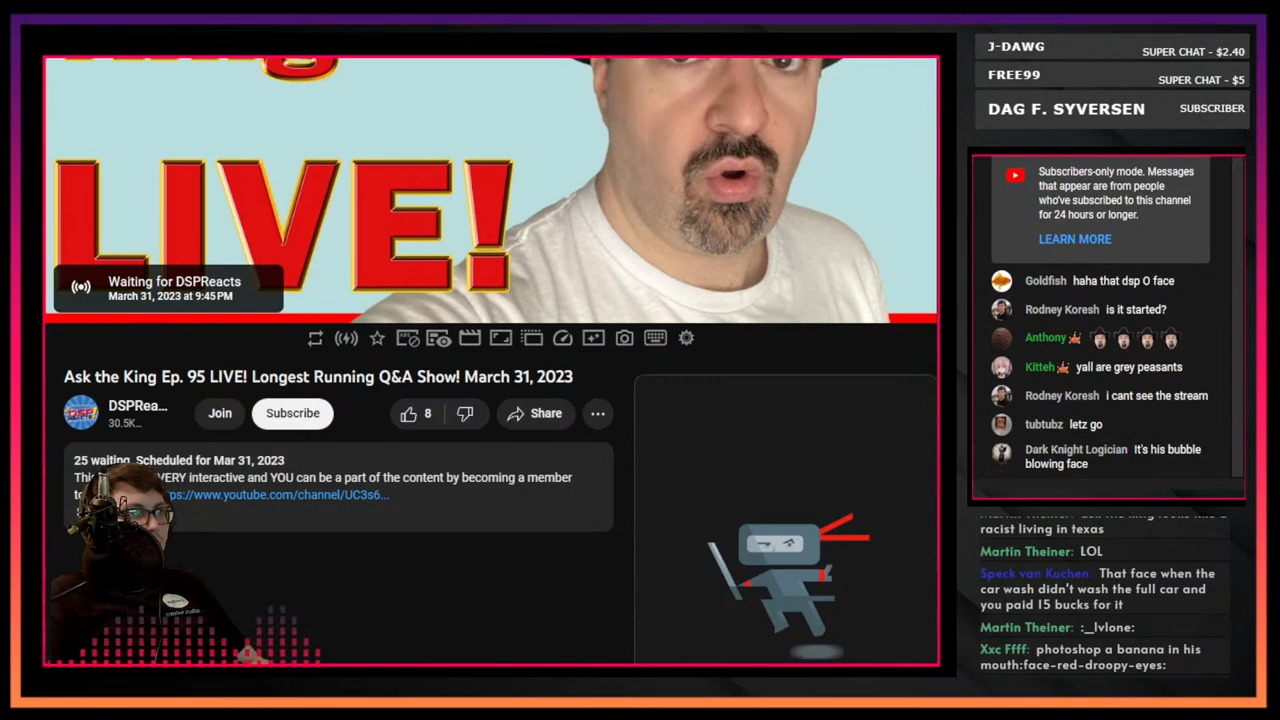 LIVE!
Waiting for DSPReacts
March 31, 2023 at 9:45 PM
Ask the King Ep. 95 LIVE! Longest Running Q&A Show! March 31, 2023
DSPRea...
30.5K...
Join
Subscribe
8
Share
25 waiting Scheduled for Mar 31, 2023
VERY interactive and YOU can be a part of the content by becoming a member
ps://www.youtube.com/channel/UC3s6...
J-DAWG
SUPER CHAT - $2.40
FREE99
SUPER CHAT - $5
DAG F. SYVERSEN
SUBSCRIBER
Subscribers-only mode. Messages
that appear are from people
who've subscribed to this channel
for 24 hours or longer.
LEARN MORE
Goldfish haha that dsp O face
Rodney Koresh is it started?
Anthony
Kitteh yall are grey peasants
Rodney Koresh i cant see the stream
tubtubz letz go
Dark Knight Logician It's his bubble
blowing face
racist living in texas
Martin Theiner: LOL
Speck van Kuchen: That face when the
car wash didn't wash the full car and
you paid 15 bucks for it
Martin Theiner: :_lvlone:
Xxc Ffff: photoshop a banana in his
mouth:face-red-droopy-eyes: